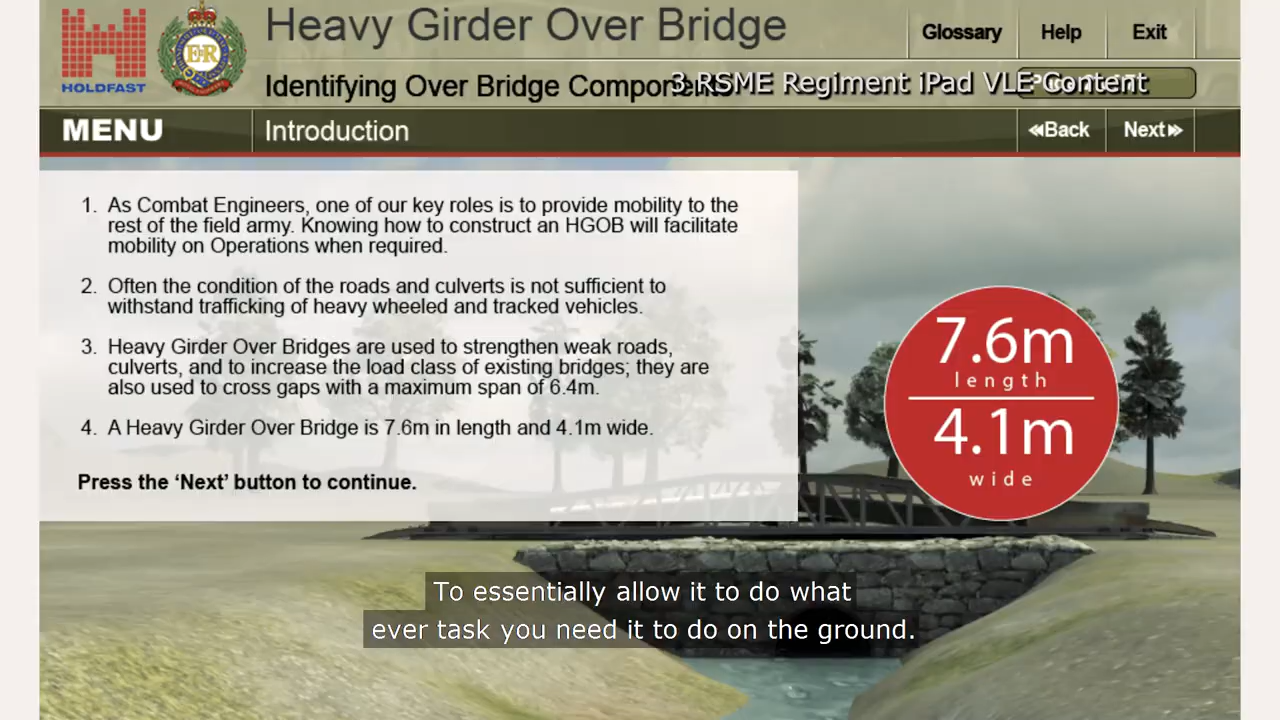 Heavy Girder Over Bridge
Glossary
Help
Exit
HOLDFAST
E R
Identifying Over Bridge
3 RSME Regiment iPad VLE Content
MENU
Introduction
Back
Next
1. As Combat Engineers, one of our key roles is to provide mobility to the
rest of the field army. Knowing how to construct an HGOB will facilitate
mobility on Operations when required.
2. Often the condition of the roads and culverts is not sufficient to
withstand trafficking of heavy wheeled and tracked vehicles.
3. Heavy Girder Over Bridges are used to strengthen weak roads,
culverts, and to increase the load class of existing bridges; they are
also used to cross gaps with a maximum span of 6.4m.
4. A Heavy Girder Over Bridge is 7.6m in length and 4.1m wide.
Press the ‘Next’ button to continue.
7.6m
length
4.1m
wide
To essentially allow it to do what
ever task you need it to do on the ground.